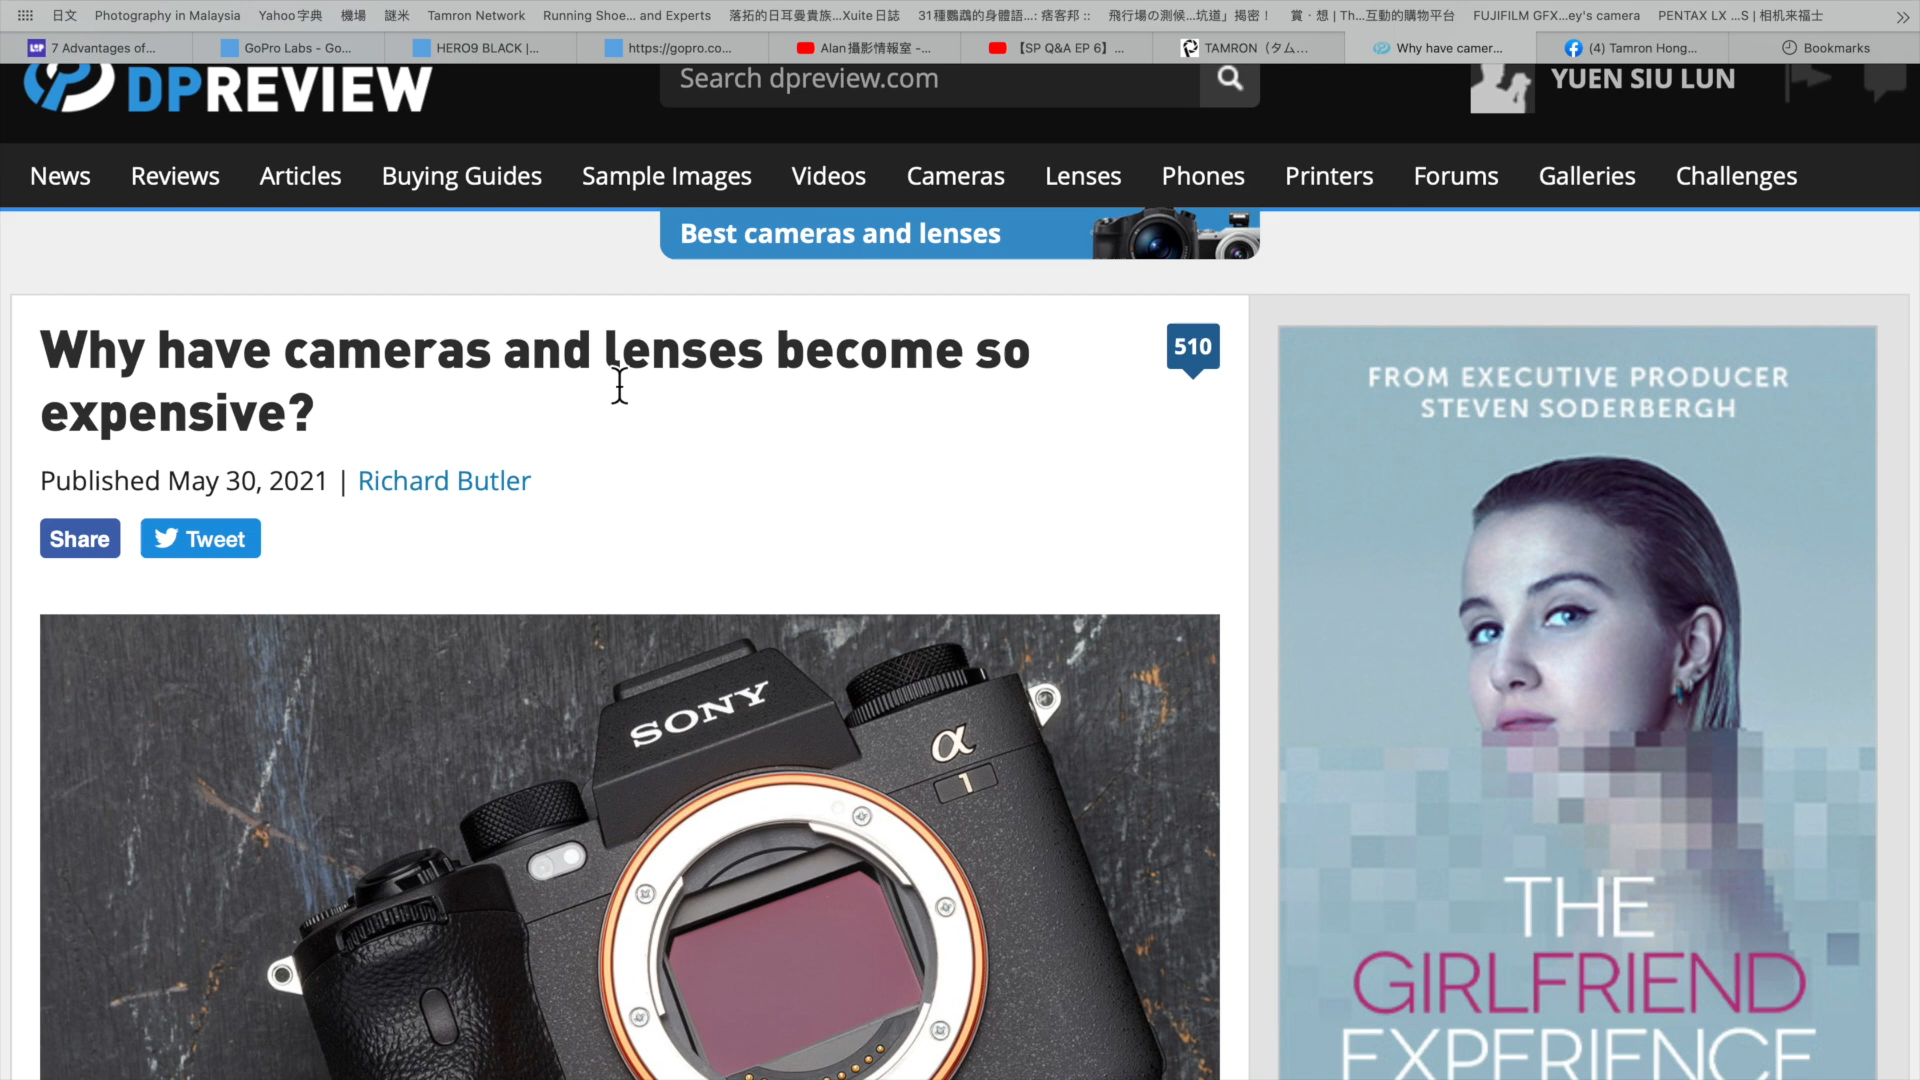 日文 Photography in Malaysia Yahoo字典 機場 謎米 Tamron Network Running Shoe... and Experts 落拓的日耳曼貴族...Xuite日誌 31種鸚鵡的身體語...: 痞客邦 :: 飛行場の測候...坑道」揭密！ 賞・想 | Th...互動的購物平台 FUJIFILM GFX...ey's camera PENTAX LX ...S | 相机来福士
7 Advantages of... GoPro Labs - Go... HERO9 BLACK |... https://gopro.co... Alan攝影情報室 -... 【SP Q&A EP 6】... TAMRON（タム... Why have camer... (4) Tamron Hong... Bookmarks
DPREVIEW Search dpreview.com YUEN SIU LUN
News Reviews Articles Buying Guides Sample Images Videos Cameras Lenses Phones Printers Forums Galleries Challenges
Best cameras and lenses
Why have cameras and lenses become so
expensive?
510
Published May 30, 2021 | Richard Butler
Share Tweet
SONY
α
1
FROM EXECUTIVE PRODUCER
STEVEN SODERBERGH
THE
GIRLFRIEND
EXPERIENCE